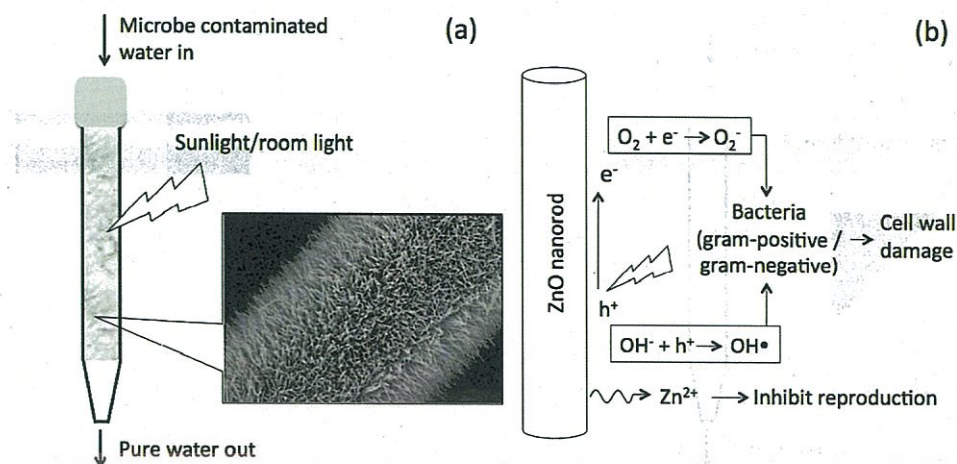 Microbe contaminated
water in
(a)
Sunlight/room light
Pure water out
(b)
ZnO nanorod
O₂ + e⁻ → O₂⁻
e⁻
h⁺
Bacteria
(gram-positive /
gram-negative)
→ Cell wall
damage
OH⁻ + h⁺ → OH•
Zn²⁺ → Inhibit reproduction